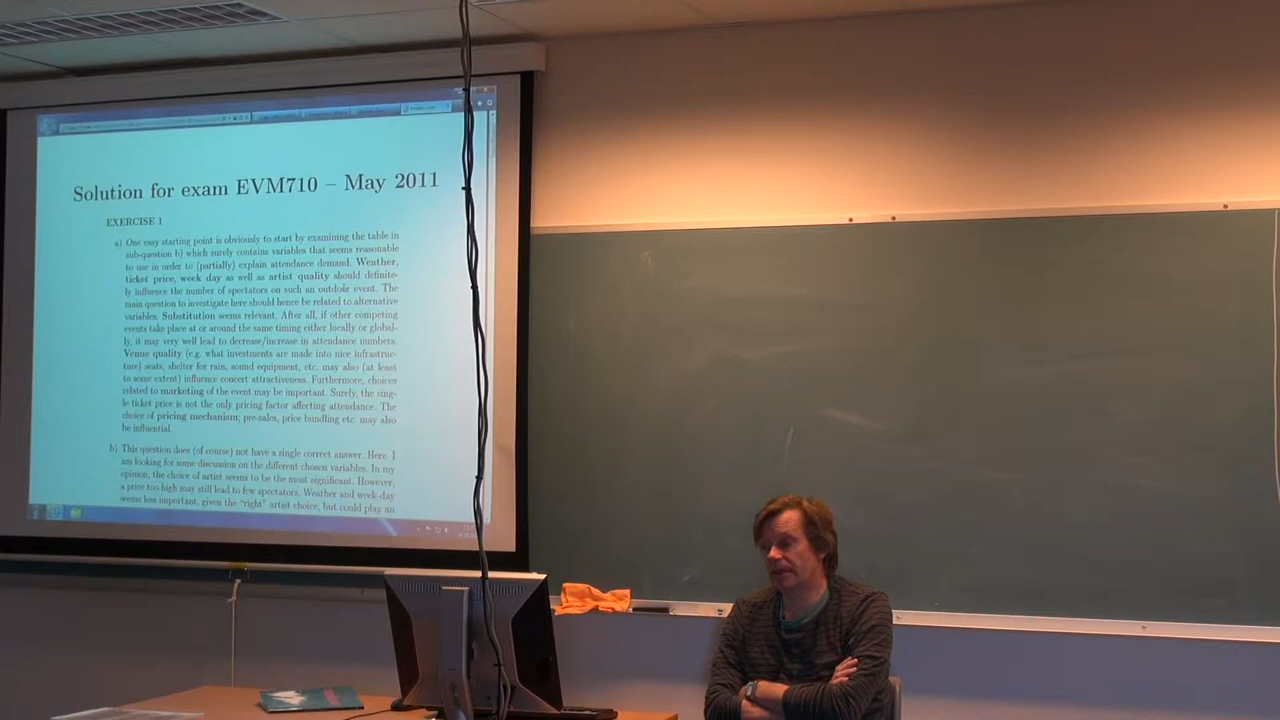 Solution for exam EVM710 – May 2011
EXERCISE 1
a) One easy starting point is obviously to start by examining the table in
sub-question b) which surely contains variables that seems reasonable
to use in order to (partially) explain attendance demand. Weather,
ticket price, week day as well as artist quality should definite-
ly influence the number of spectators on such an outdoor event. The
main question to investigate here should hence be related to alternative
variables. Substitution seems relevant. After all, if other competing
events take place at or around the same timing either locally or global-
ly, it may very well lead to decrease/increase in attendance numbers.
Venue quality (e.g. what investments are made into nice infrastruc-
ture) seats, shelter for rain, sound equipment, etc. may also (at least
to some extent) influence concert attractiveness. Furthermore, choices
related to marketing of the event may be important. Surely, the sing-
le ticket price is not the only pricing factor affecting attendance. The
choice of pricing mechanism; pre-sales, price bundling etc. may also
be influential.
b) This question does (of course) not have a single correct answer. Here. I
am looking for some discussion on the different chosen variables. In my
opinion, the choice of artist seems to be the most significant. However,
a price too high may still lead to few spectators. Weather and week-day
seems less important, given the "right" artist choice, but could play an